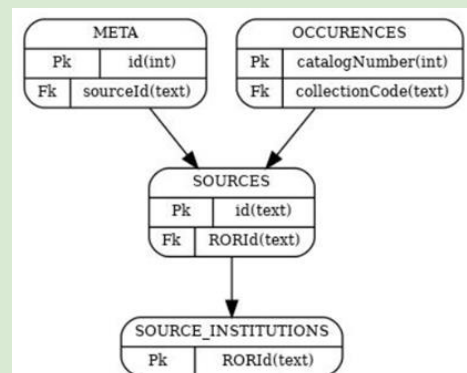 META
Pk id(int)
Fk sourceId(text)
OCCURENCES
Pk catalogNumber(int)
Fk collectionCode(text)
SOURCES
Pk id(text)
Fk RORId(text)
SOURCE_INSTITUTIONS
Pk RORId(text)